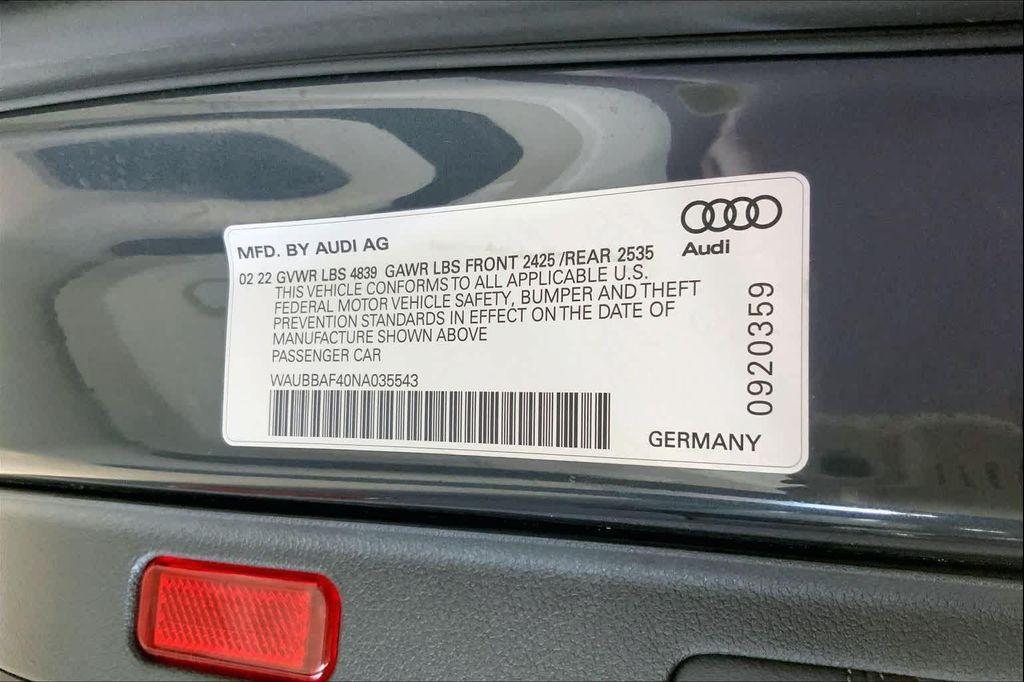 MFD. BY AUDI AG
Audi
02 22 GVWR LBS 4839 GAWR LBS FRONT 2425 /REAR 2535
THIS VEHICLE CONFORMS TO ALL APPLICABLE U.S.
FEDERAL MOTOR VEHICLE SAFETY, BUMPER AND THEFT
PREVENTION STANDARDS IN EFFECT ON THE DATE OF
MANUFACTURE SHOWN ABOVE
PASSENGER CAR
WAUBBAF40NA035543
0920359
GERMANY